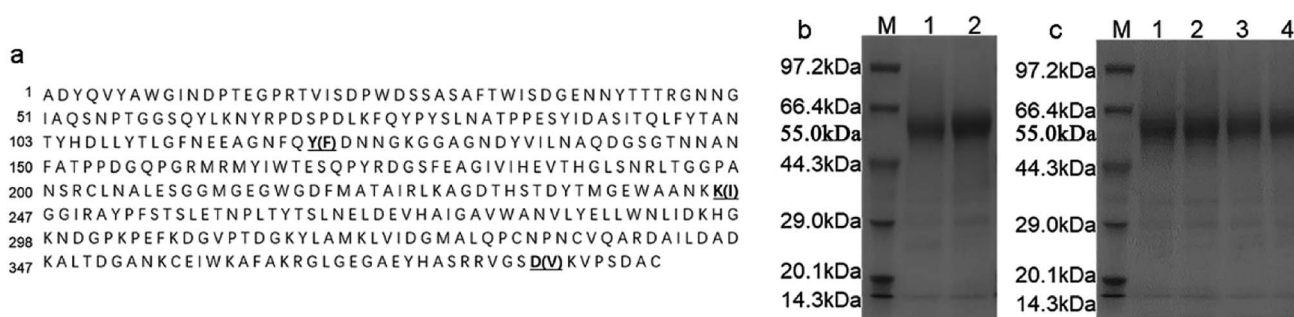 a
1 ADYQVYAWGINDPTEGPRTVISDPWDSSASAFTWISDGENNYTTTRGNNG
51 IAQSNPTGGSQYLKNYRPDSPDLKFQYPYSLNATPPESYIDASITQLFYTAN
103 TYHDLLYTLGFNEEAGNFQY(F)DNNGKGGAGNDYVILNAQDGSGTNNAN
150 FATPPDGQPGRMRMYIWTESQPYRDGSFEAGIVIHEVTHGLSNRLTGGPA
200 NSRCLNALESGGMGEGWGDFMATAIRLKAGDTHSTDYTMGEWAANKK(I)
247 GGIRAYPFSTSLETNPLTYTSLNELDEVHAIGAVWANVLYELLWNLIDKHG
298 KNDGPKPEFKDGVPTDGKYLAMKLVIDGMALQPCNPNCVQARDAILDAD
347 KALTDGANKCEIWKAFAKRGLGEGAEYHASRRVGSD(V)KVPSDAC
b
M 1 2
97.2kDa
66.4kDa
55.0kDa
44.3kDa
29.0kDa
20.1kDa
14.3kDa
c
M 1 2 3 4
97.2kDa
66.4kDa
55.0kDa
44.3kDa
29.0kDa
20.1kDa
14.3kDa